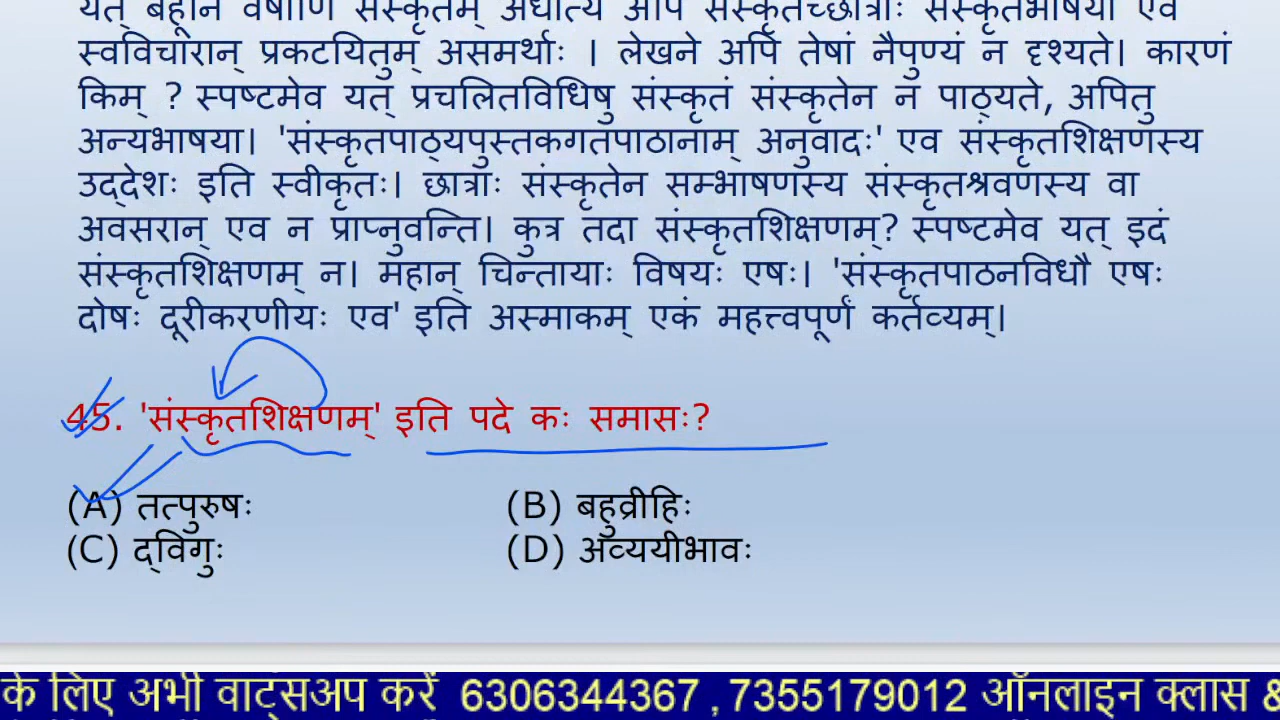 यत् बहूनि वर्षाणि संस्कृतम् अधीत्य अपि संस्कृतच्छात्राः संस्कृतभाषया एव
स्वविचारान् प्रकटयितुम् असमर्थाः । लेखने अपि तेषां नैपुण्यं न दृश्यते। कारणं
किम् ? स्पष्टमेव यत् प्रचलितविधिषु संस्कृतं संस्कृतेन न पाठ्यते, अपितु
अन्यभाषया। 'संस्कृतपाठ्यपुस्तकगतपाठानाम् अनुवादः' एव संस्कृतशिक्षणस्य
उद्देशः इति स्वीकृतः। छात्राः संस्कृतेन सम्भाषणस्य संस्कृतश्रवणस्य वा
अवसरान् एव न प्राप्नुवन्ति। कुत्र तदा संस्कृतशिक्षणम्? स्पष्टमेव यत् इदं
संस्कृतशिक्षणम् न। महान् चिन्तायाः विषयः एषः। 'संस्कृतपाठनविधौ एषः
दोषः दूरीकरणीयः एव' इति अस्माकम् एकं महत्त्वपूर्णं कर्तव्यम्।
45. 'संस्कृतशिक्षणम्' इति पदे कः समासः?
(A) तत्पुरुषः (B) बहुव्रीहिः
(C) द्विगुः (D) अव्ययीभावः
के लिए अभी वाट्सअप करें 6306344367 ,7355179012 ऑनलाइन क्लास &